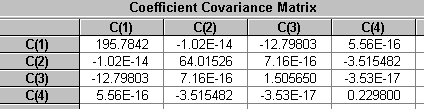 Coefficient Covariance Matrix
C(1) C(2) C(3) C(4)
C(1) 195.7842 -1.02E-14 -12.79803 5.56E-16
C(2) -1.02E-14 64.01526 7.16E-16 -3.515482
C(3) -12.79803 7.16E-16 1.505650 -3.53E-17
C(4) 5.56E-16 -3.515482 -3.53E-17 0.229800